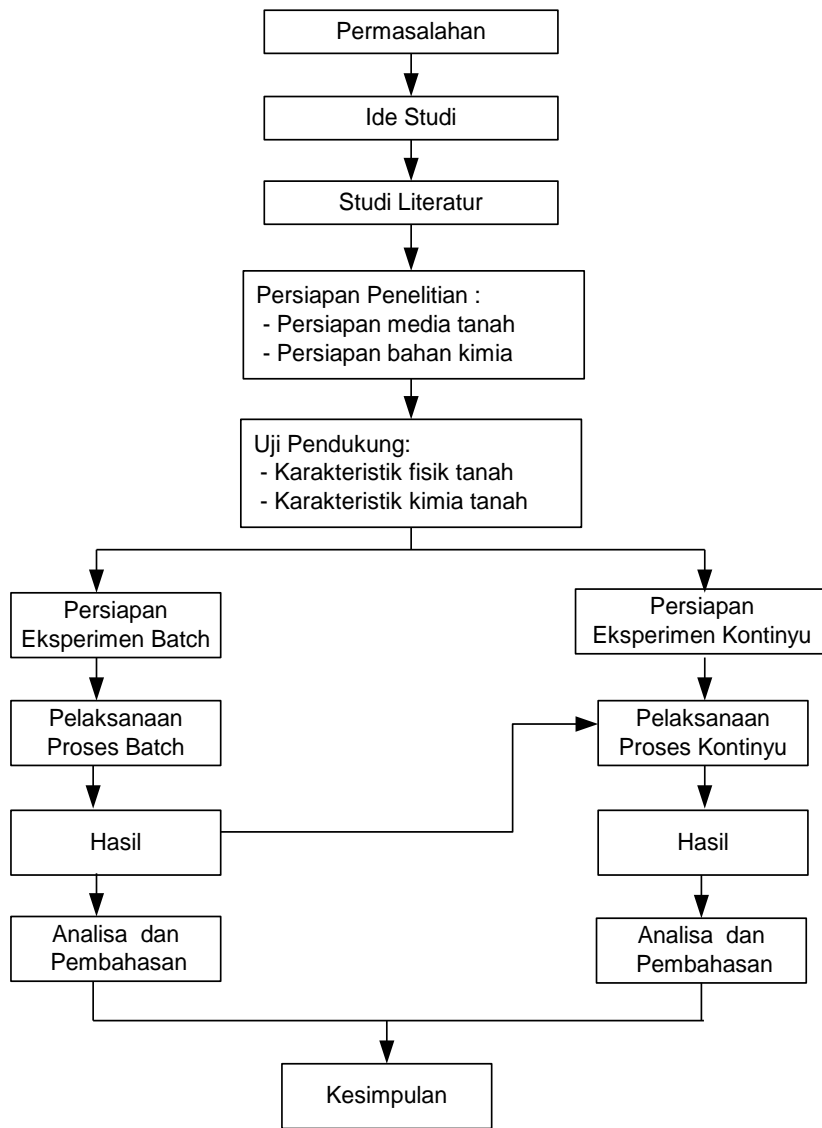 Permasalahan
Ide Studi
Studi Literatur
Persiapan Penelitian :
- Persiapan media tanah
- Persiapan bahan kimia
Uji Pendukung:
- Karakteristik fisik tanah
- Karakteristik kimia tanah
Persiapan
Eksperimen Batch
Pelaksanaan
Proses Batch
Hasil
Analisa dan
Pembahasan
Persiapan
Eksperimen Kontinyu
Pelaksanaan
Proses Kontinyu
Hasil
Analisa dan
Pembahasan
Kesimpulan